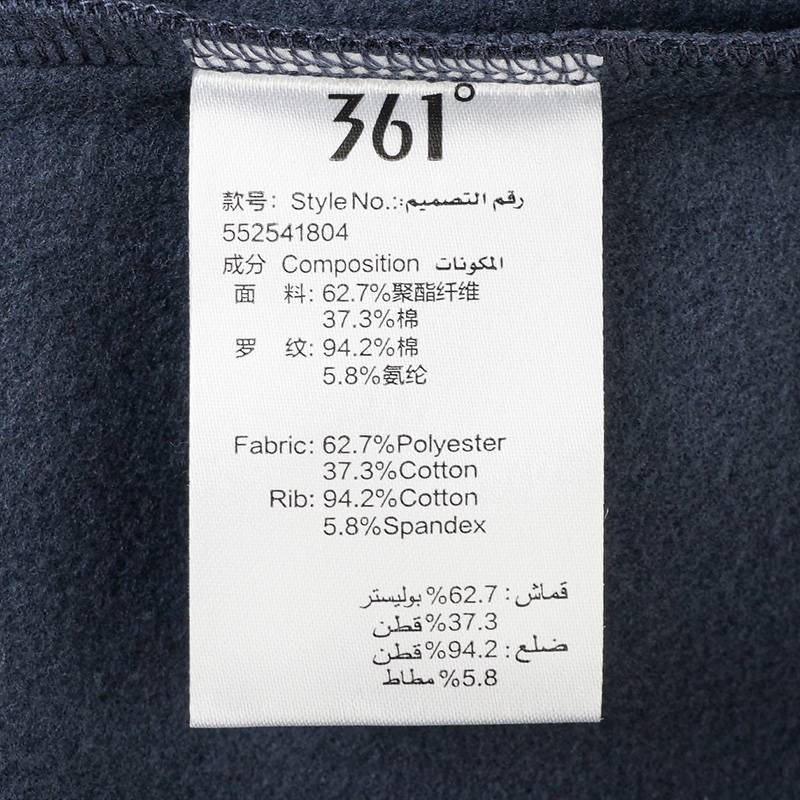 361°
款号: Style No.:: رقم التصميم
552541804
成分 Composition المكونات
面 料: 62.7%聚酯纤维
37.3%棉
罗 纹: 94.2%棉
5.8%氨纶
Fabric: 62.7%Polyester
37.3%Cotton
Rib: 94.2%Cotton
5.8%Spandex
قماش: 62.7% بوليستر
37.3% قطن
ضلع: 94.2% قطن
5.8% مطاط